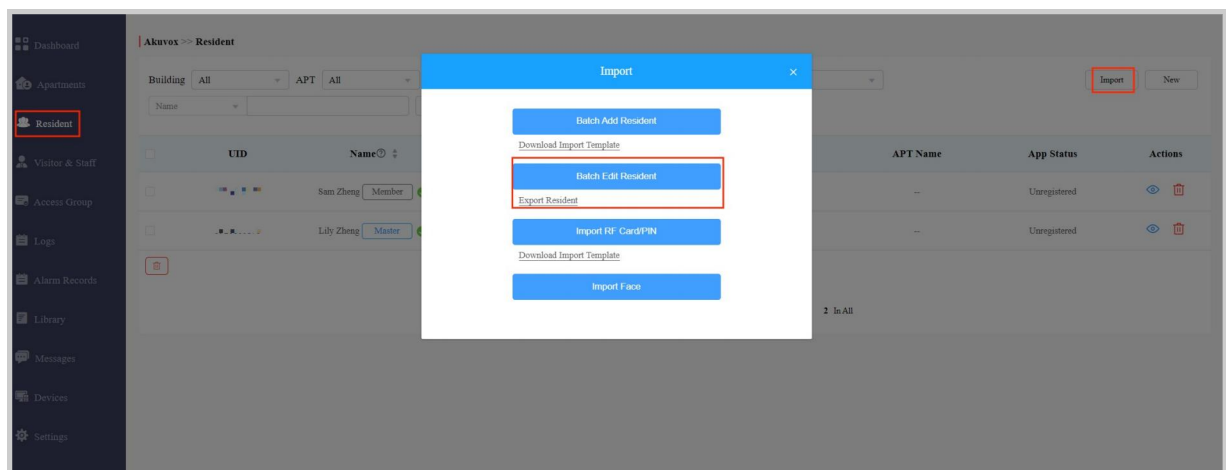 Dashboard
Akuvox >> Resident
Import
Building All APT All
Apartments
Import New
Name
Batch Add Resident
Resident
Download Import Template
UID Name APT Name App Status Actions
Visitor & Staff
Batch Edit Resident
Sam Zheng Member – Unregistered
Export Resident
Access Group
Import RF Card/PIN
Lily Zheng Master – Unregistered
Logs
Download Import Template
Alarm Records
Import Face
Library
2 In All
Messages
Devices
Settings